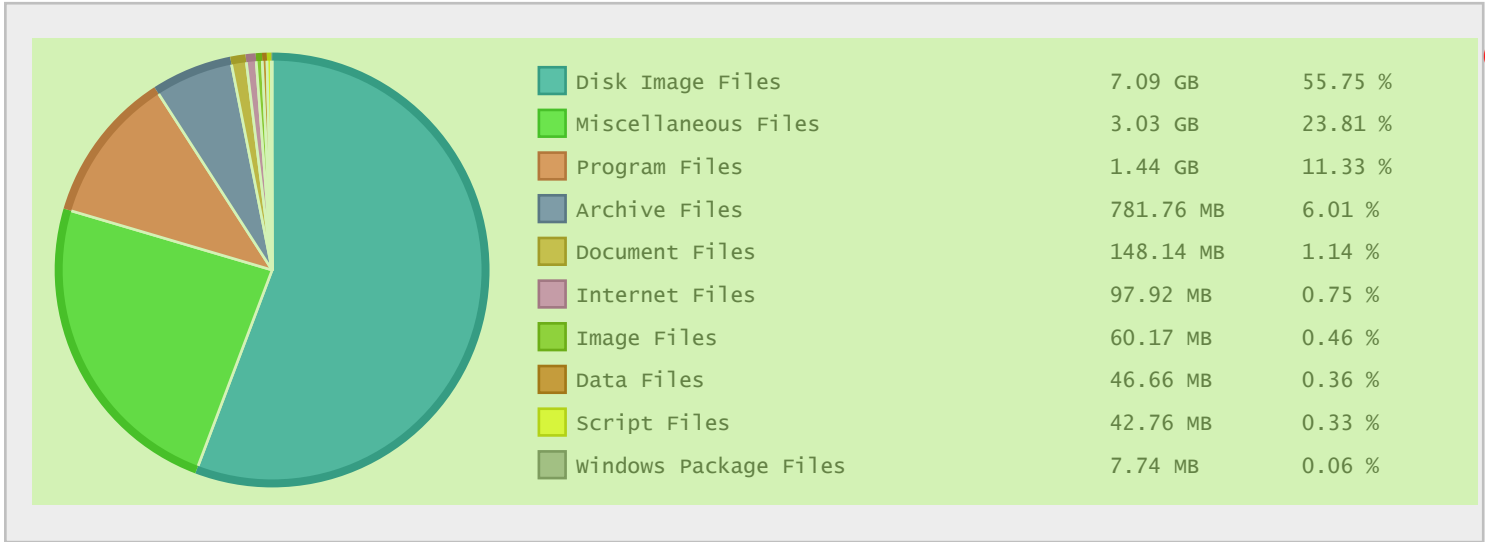 Disk Image Files 7.09 GB 55.75 %
Miscellaneous Files 3.03 GB 23.81 %
Program Files 1.44 GB 11.33 %
Archive Files 781.76 MB 6.01 %
Document Files 148.14 MB 1.14 %
Internet Files 97.92 MB 0.75 %
Image Files 60.17 MB 0.46 %
Data Files 46.66 MB 0.36 %
Script Files 42.76 MB 0.33 %
Windows Package Files 7.74 MB 0.06 %